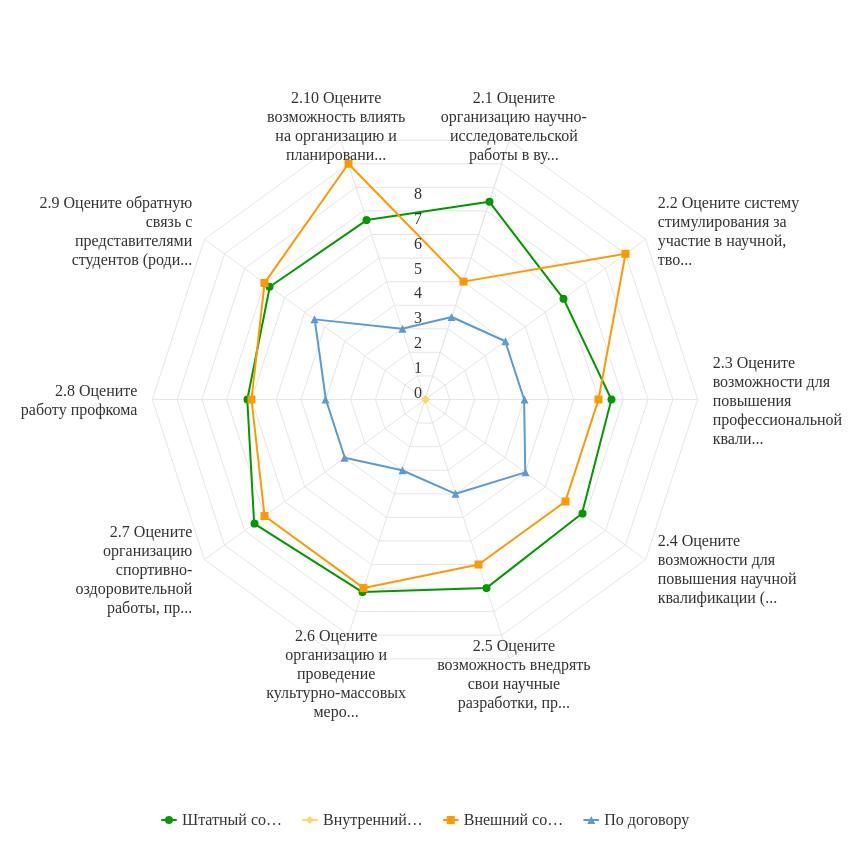 2.10 Оцените
возможность влиять
на организацию и
планировани...
2.1 Оцените
организацию научно-
исследовательской
работы в ву...
2.2 Оцените систему
стимулирования за
участие в научной,
тво...
2.3 Оцените
возможности для
повышения
профессиональной
квали...
2.4 Оцените
возможности для
повышения научной
квалификации (...
2.5 Оцените
возможность внедрять
свои научные
разработки, пр...
2.6 Оцените
организацию и
проведение
культурно-массовых
меро...
2.7 Оцените
организацию
спортивно-
оздоровительной
работы, пр...
2.8 Оцените
работу профкома
2.9 Оцените обратную
связь с
представителями
студентов (роди...
8
7
6
5
4
3
2
1
0
Штатный со... Внутренний... Внешний со... По договору